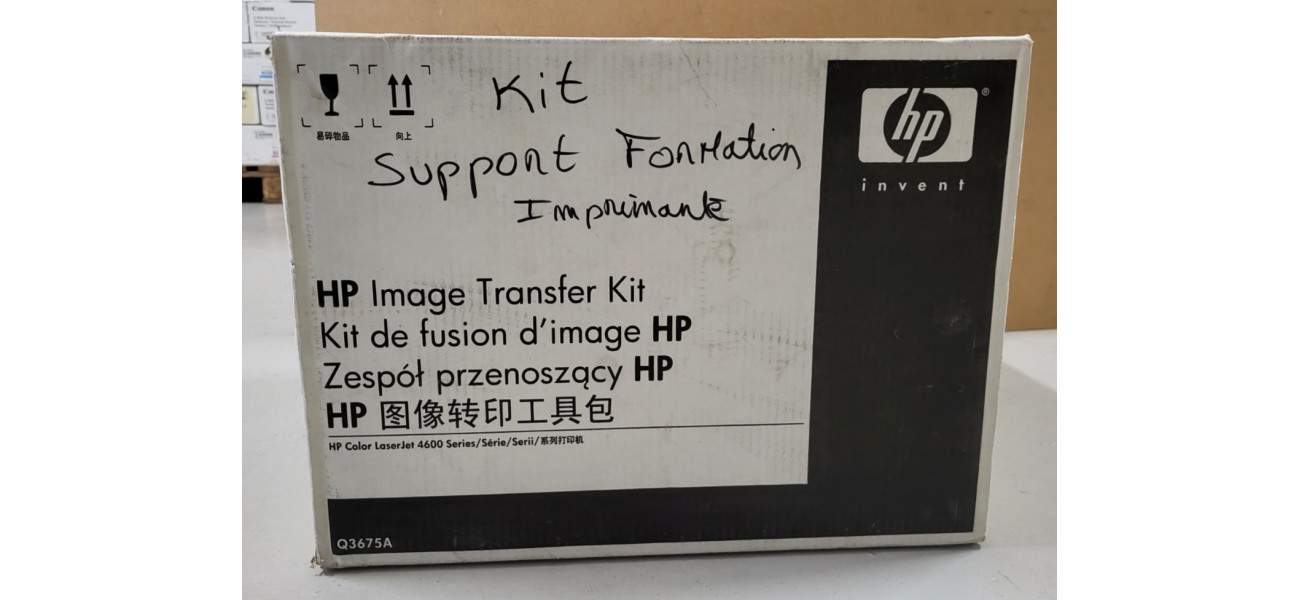 Canon
易碎物品
向上
Kit
Support Formation
Imprimante
hp ®
invent
HP Image Transfer Kit
Kit de fusion d'image HP
Zespół przenoszący HP
HP 图像转印工具包
HP Color LaserJet 4600 Series/Série/Serii/系列打印机
Q3675A